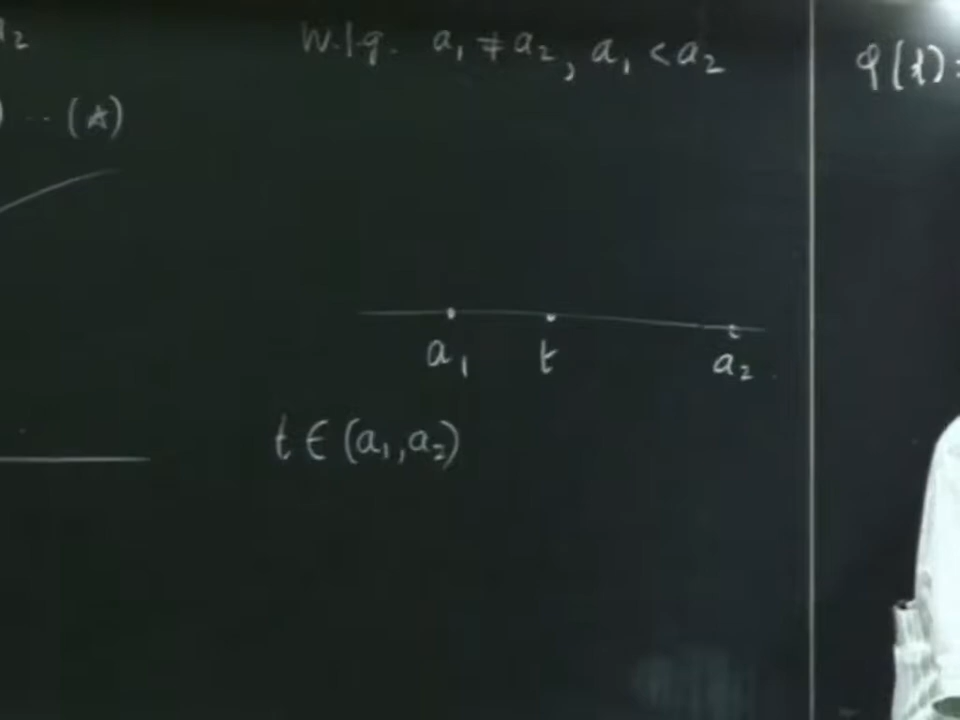 a₂
W.l.g. a₁ ≠ a₂, a₁ < a₂
) ... (*)
a₁ t a₂
t ∈ (a₁, a₂)
φ(t) =